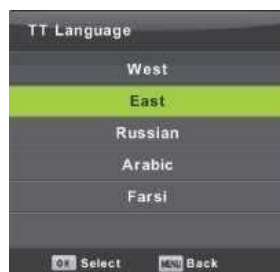 TT Language
West
East
Russian
Arabic
Farsi
OK Select MENU Back